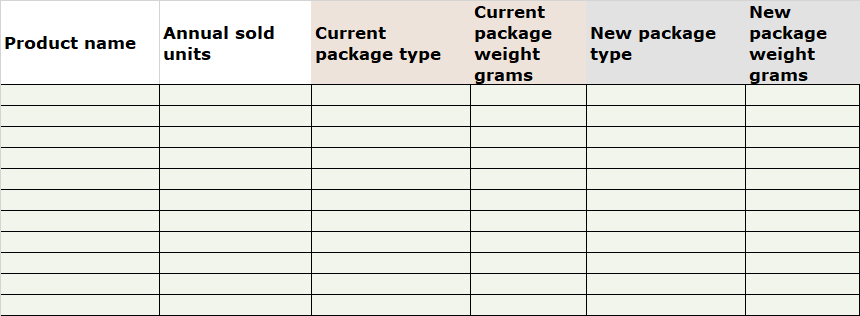 Product name
Annual sold
units
Current
package type
Current
package
weight
grams
New package
type
New
package
weight
grams